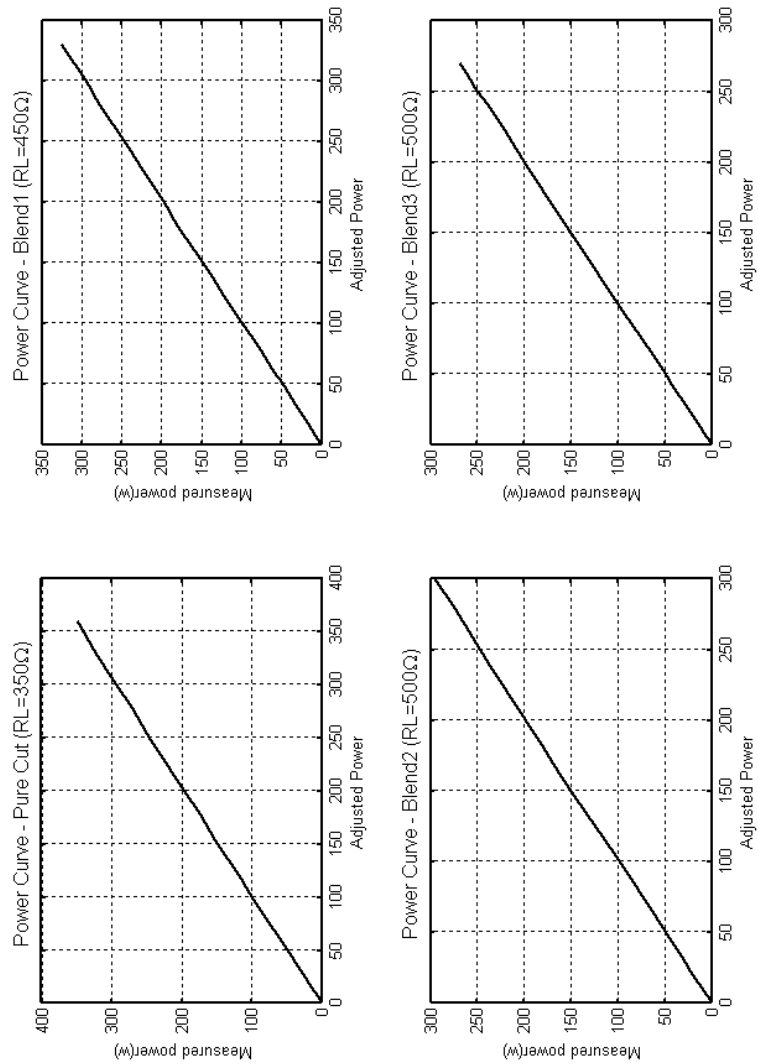 Power Curve - Pure Cut (RL=350Ω)
400
300
200
100
0
Measured power(w)
0 50 100 150 200 250 300 350 400
Adjusted Power
Power Curve - Blend1 (RL=450Ω)
350
300
250
200
150
100
50
0
Measured power(w)
0 50 100 150 200 250 300 350
Adjusted Power
Power Curve - Blend2 (RL=500Ω)
300
250
200
150
100
50
0
Measured power(w)
0 50 100 150 200 250 300
Adjusted Power
Power Curve - Blend3 (RL=500Ω)
300
250
200
150
100
50
0
Measured power(w)
0 50 100 150 200 250 300
Adjusted Power